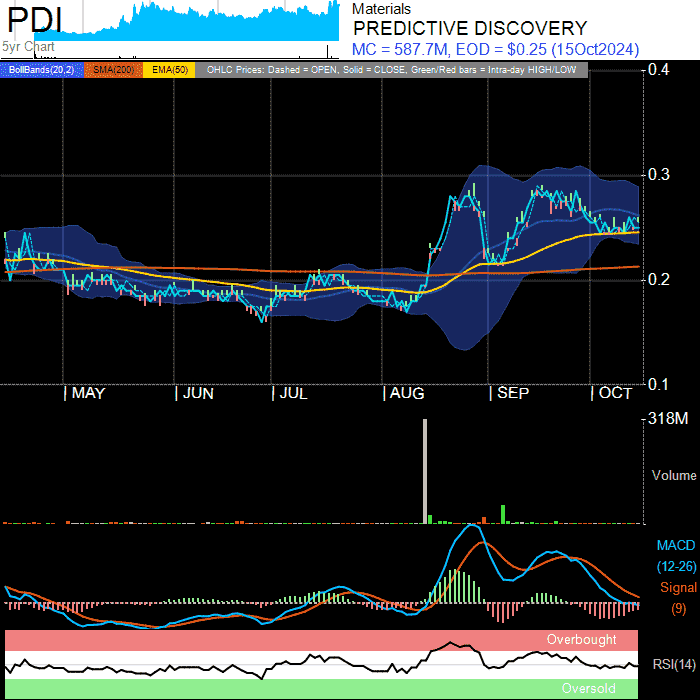 PDI
5yr Chart
Materials
PREDICTIVE DISCOVERY
MC = 587.7M, EOD = $0.25 (15Oct2024)
BollBands(20,2) SMA(200) EMA(50) OHLC Prices: Dashed = OPEN, Solid = CLOSE, Green/Red bars = Intra-day HIGH/LOW
0.4
0.3
0.2
0.1
MAY JUN JUL AUG SEP OCT
318M
Volume
MACD
(12-26)
Signal
(9)
Overbought
RSI(14)
Oversold